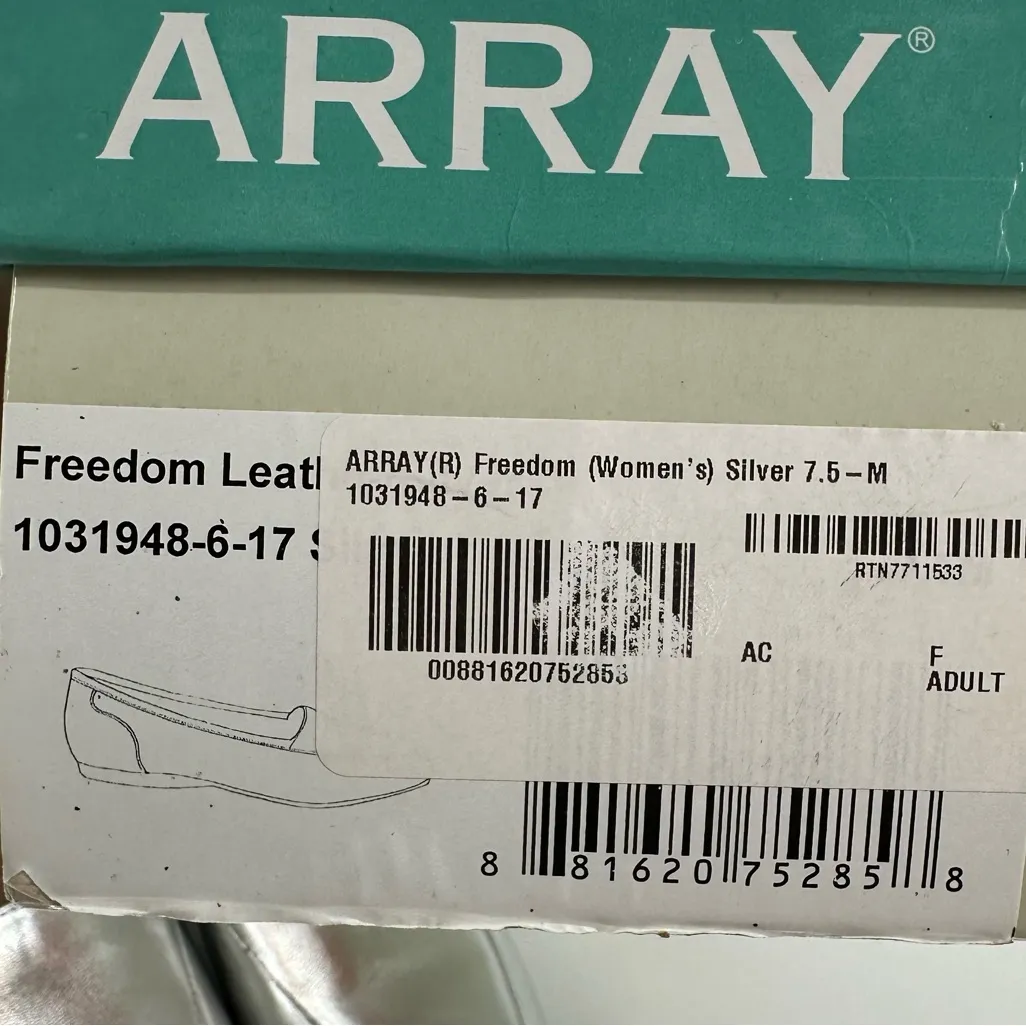 ARRAY®
Freedom Leat
1031948-6-17
ARRAY(R) Freedom (Women's) Silver 7.5-M
1031948-6-17
RTN7711533
00881620752858
AC
F
ADULT
8 81620 75285 8